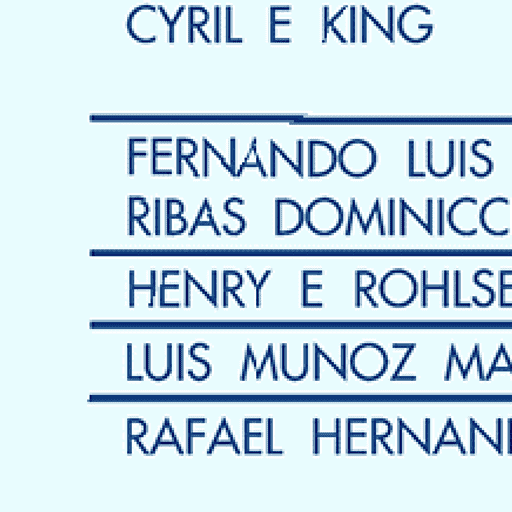 CYRIL E KING
FERNANDO LUIS
RIBAS DOMINICC
HENRY E ROHLSE
LUIS MUNOZ MA
RAFAEL HERNAN